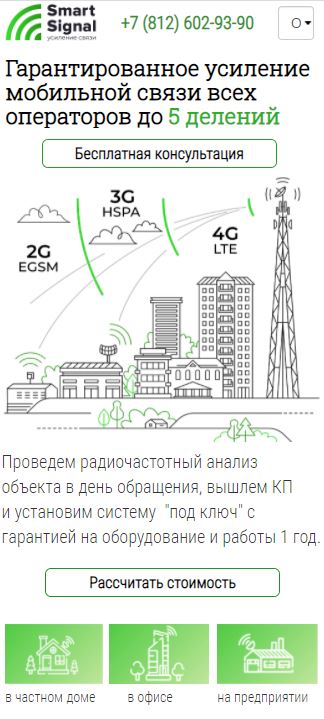 Smart
Signal
усиление связи
+7 (812) 602-93-90
О
Гарантированное усиление
мобильной связи всех
операторов до 5 делений
Бесплатная консультация
3G
HSPA
2G
EGSM
4G
LTE
Проведем радиочастотный анализ
объекта в день обращения, вышлем КП
и установим систему "под ключ" с
гарантией на оборудование и работы 1 год.
Рассчитать стоимость
в частном доме
в офисе
на предприятии